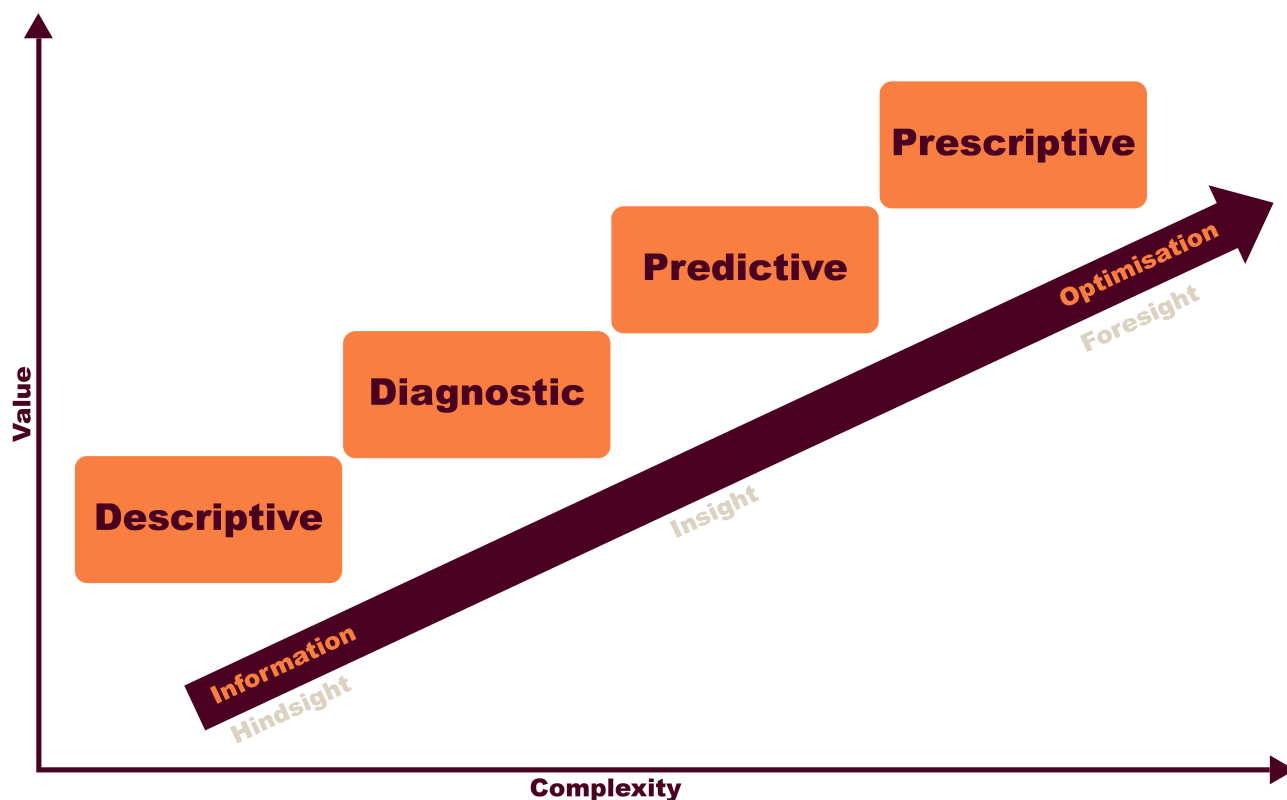 Prescriptive
Predictive
Optimisation
Foresight
Diagnostic
Value
Insight
Descriptive
Information
Hindsight
Complexity